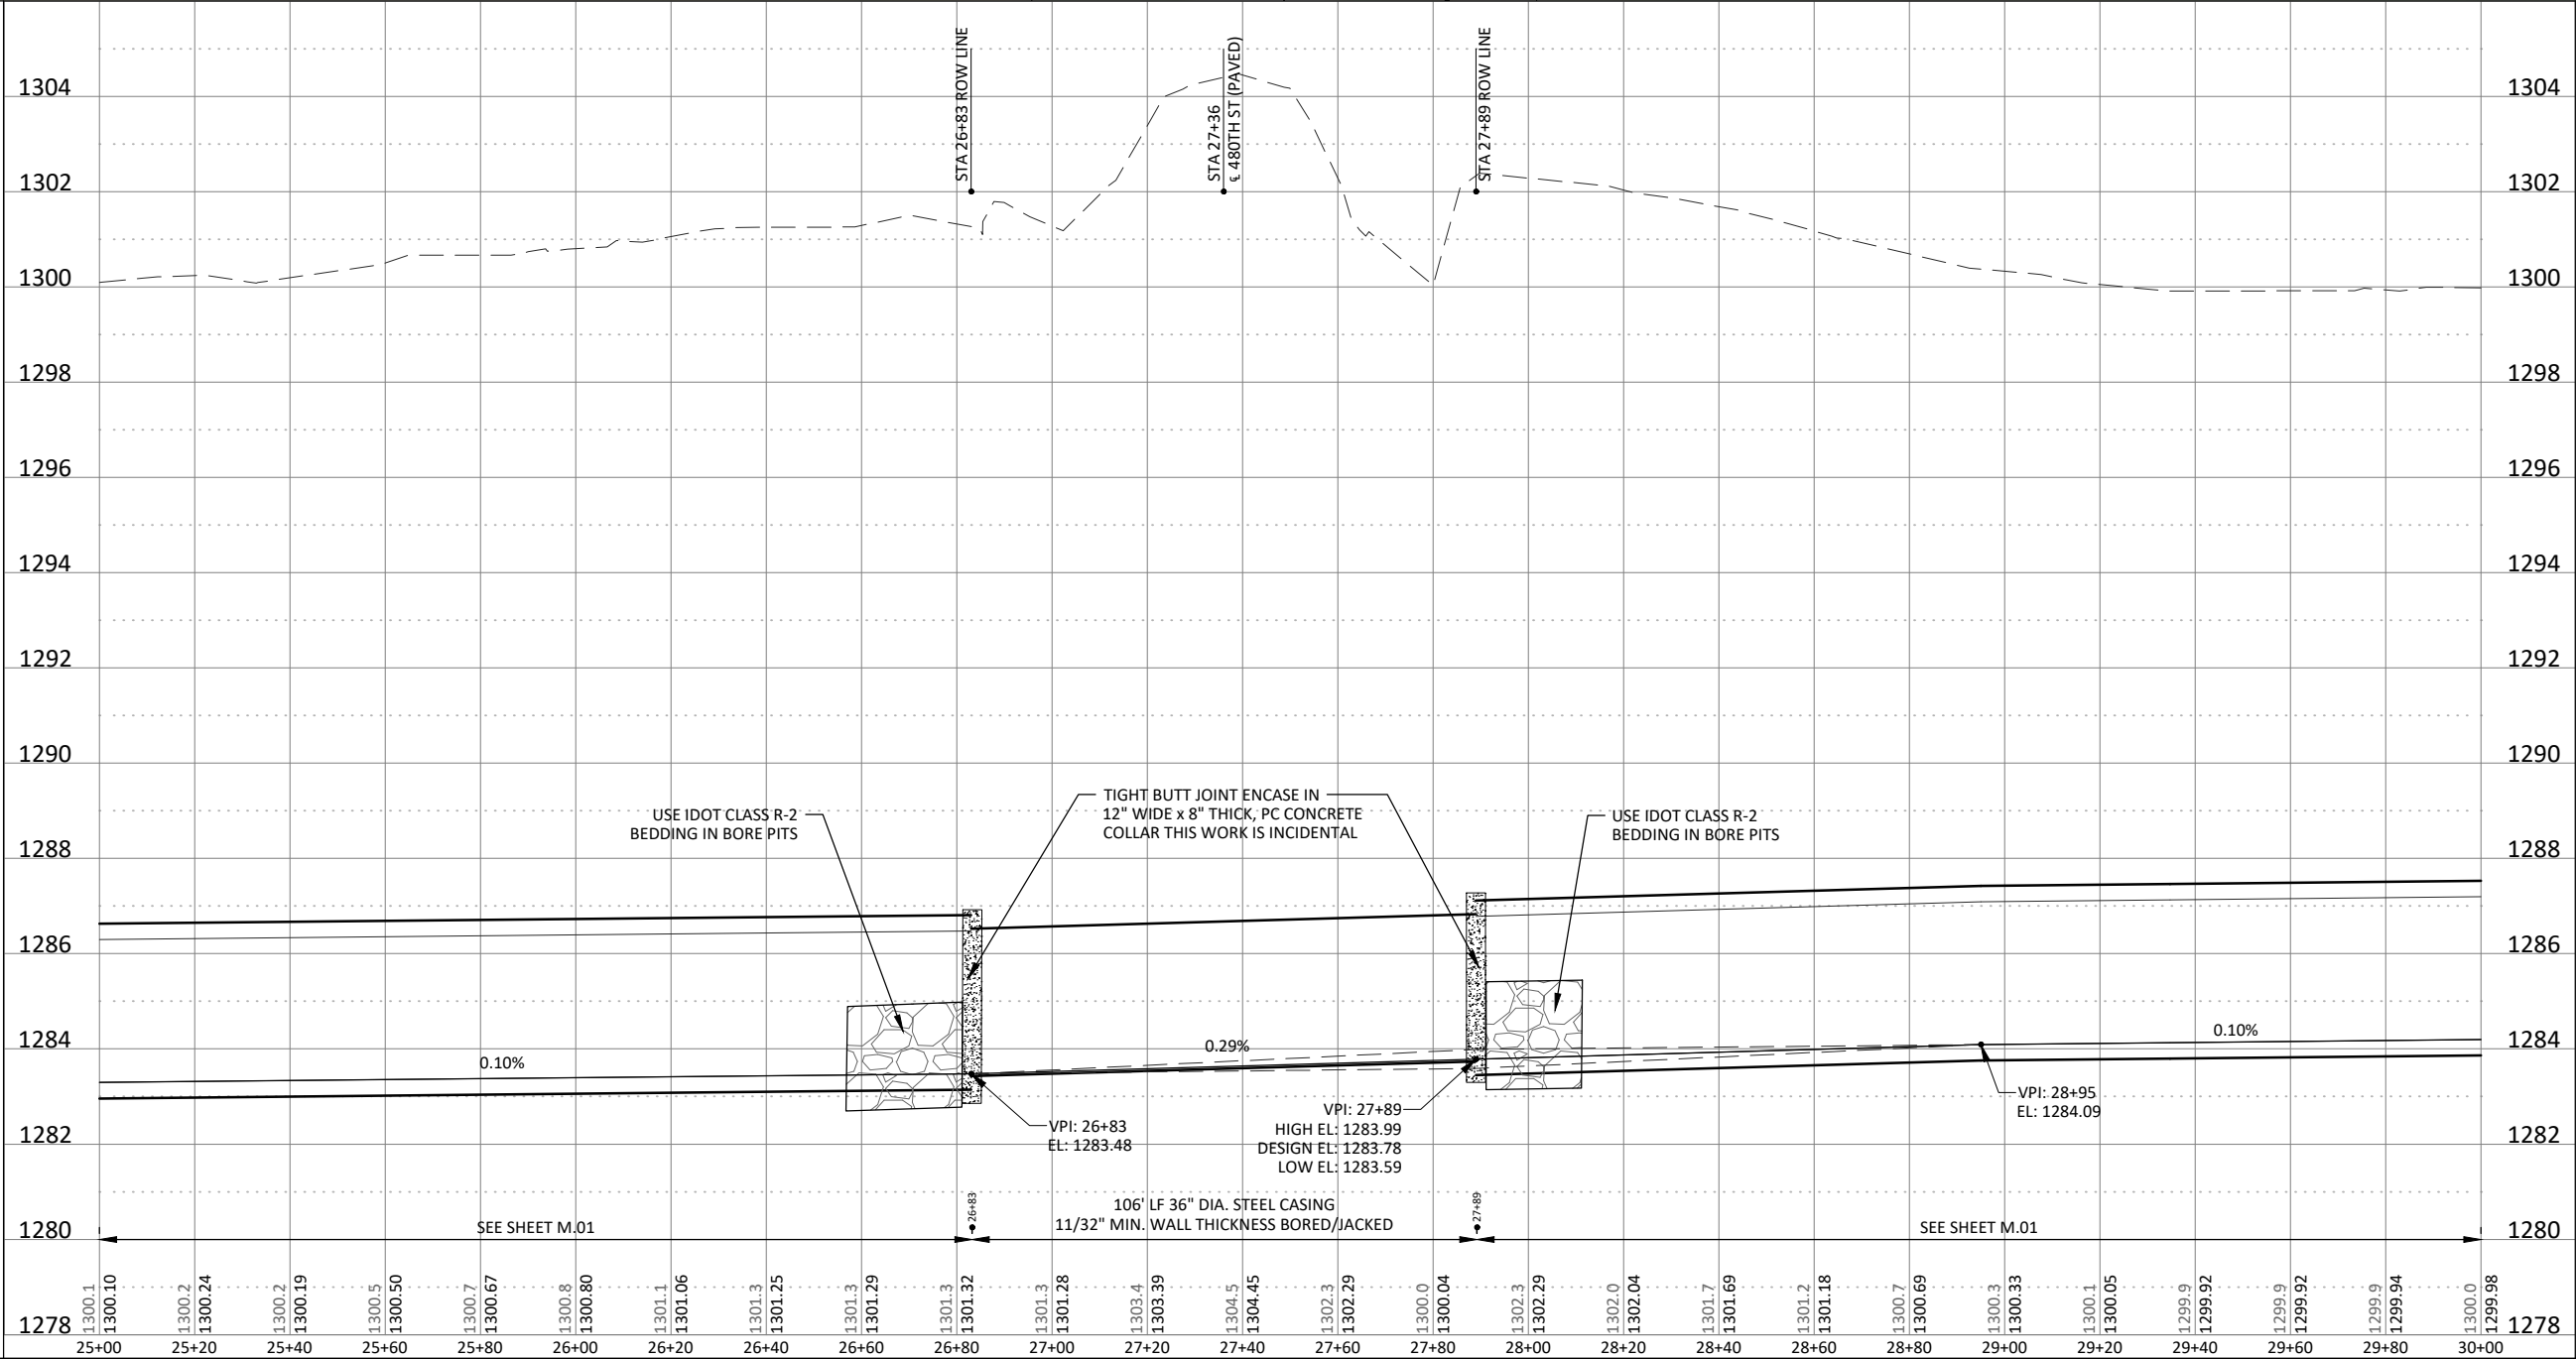 STA 26+83 ROW LINE
STA 27+36
℄ 480TH ST (PAVED)
STA 27+89 ROW LINE
1304 1304
1302 1302
1300 1300
1298 1298
1296 1296
1294 1294
1292 1292
1290 1290
1288 1288
1286 1286
1284 1284
1282 1282
1280 1280
1278 1278
USE IDOT CLASS R-2
BEDDING IN BORE PITS
TIGHT BUTT JOINT ENCASE IN
12" WIDE x 8" THICK, PC CONCRETE
COLLAR THIS WORK IS INCIDENTAL
USE IDOT CLASS R-2
BEDDING IN BORE PITS
0.10%
0.29%
0.10%
VPI: 26+83
EL: 1283.48
VPI: 27+89
HIGH EL: 1283.99
DESIGN EL: 1283.78
LOW EL: 1283.59
VPI: 28+95
EL: 1284.09
SEE SHEET M.01
26+83
106' LF 36" DIA. STEEL CASING
11/32" MIN. WALL THICKNESS BORED/JACKED
27+89
SEE SHEET M.01
1300.1 1300.2 1300.2 1300.5 1300.7 1300.8 1301.1 1301.3 1301.3 1301.3 1301.3 1303.4 1304.5 1302.3 1300.0 1302.3 1302.0 1301.7 1301.2 1300.7 1300.3 1300.1 1299.9 1299.9 1299.9 1300.0
1300.10 1300.24 1300.19 1300.50 1300.67 1300.80 1301.06 1301.25 1301.29 1301.32 1301.28 1303.39 1304.45 1302.29 1300.04 1302.29 1302.04 1301.69 1301.18 1300.69 1300.33 1300.05 1299.92 1299.92 1299.94 1299.98
25+00 25+20 25+40 25+60 25+80 26+00 26+20 26+40 26+60 26+80 27+00 27+20 27+40 27+60 27+80 28+00 28+20 28+40 28+60 28+80 29+00 29+20 29+40 29+60 29+80 30+00